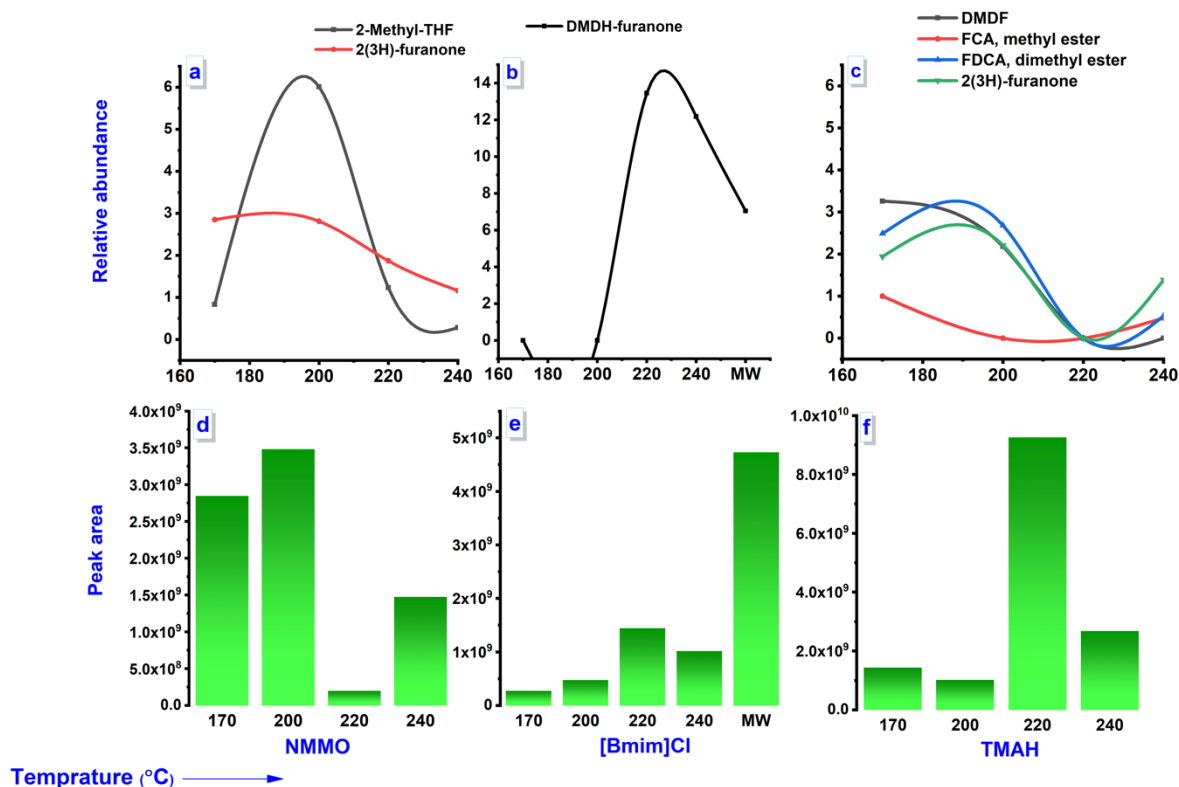 2-Methyl-THF
2(3H)-furanone
DMDH-furanone
DMDF
FCA, methyl ester
FDCA, dimethyl ester
2(3H)-furanone
Relative abundance
a
6
5
4
3
2
1
0
160 180 200 220 240
b
14
12
10
8
6
4
2
0
160 180 200 220 240 MW
c
6
5
4
3
2
1
0
160 180 200 220 240
Peak area
d
4.0x10⁹
3.5x10⁹
3.0x10⁹
2.5x10⁹
2.0x10⁹
1.5x10⁹
1.0x10⁹
5.0x10⁸
0.0
170 200 220 240
NMMO
e
5x10⁹
4x10⁹
3x10⁹
2x10⁹
1x10⁹
0
170 200 220 240 MW
[Bmim]Cl
f
1.0x10¹⁰
8.0x10⁹
6.0x10⁹
4.0x10⁹
2.0x10⁹
0.0
170 200 220 240
TMAH
Temprature (°C)